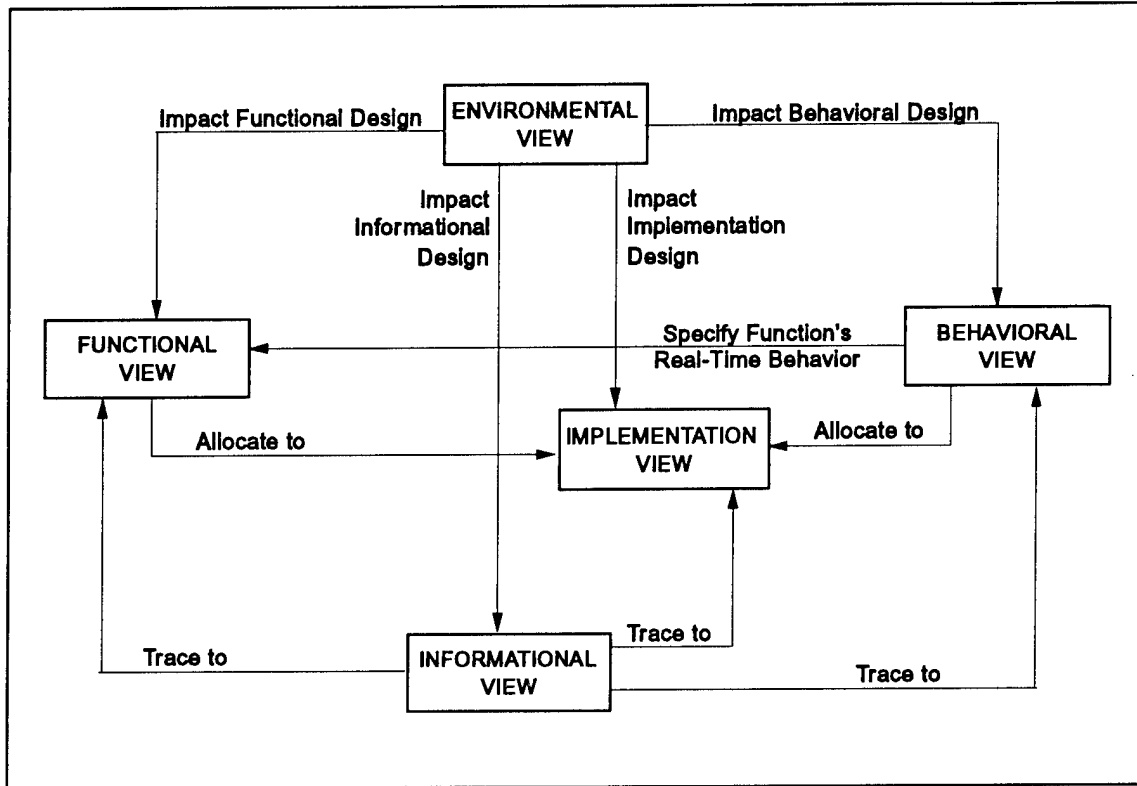 ENVIRONMENTAL
VIEW
Impact Functional Design
Impact Behavioral Design
Impact
Informational
Design
Impact
Implementation
Design
FUNCTIONAL
VIEW
Specify Function's
Real-Time Behavior
BEHAVIORAL
VIEW
Allocate to
IMPLEMENTATION
VIEW
Allocate to
Trace to
INFORMATIONAL
VIEW
Trace to
Trace to